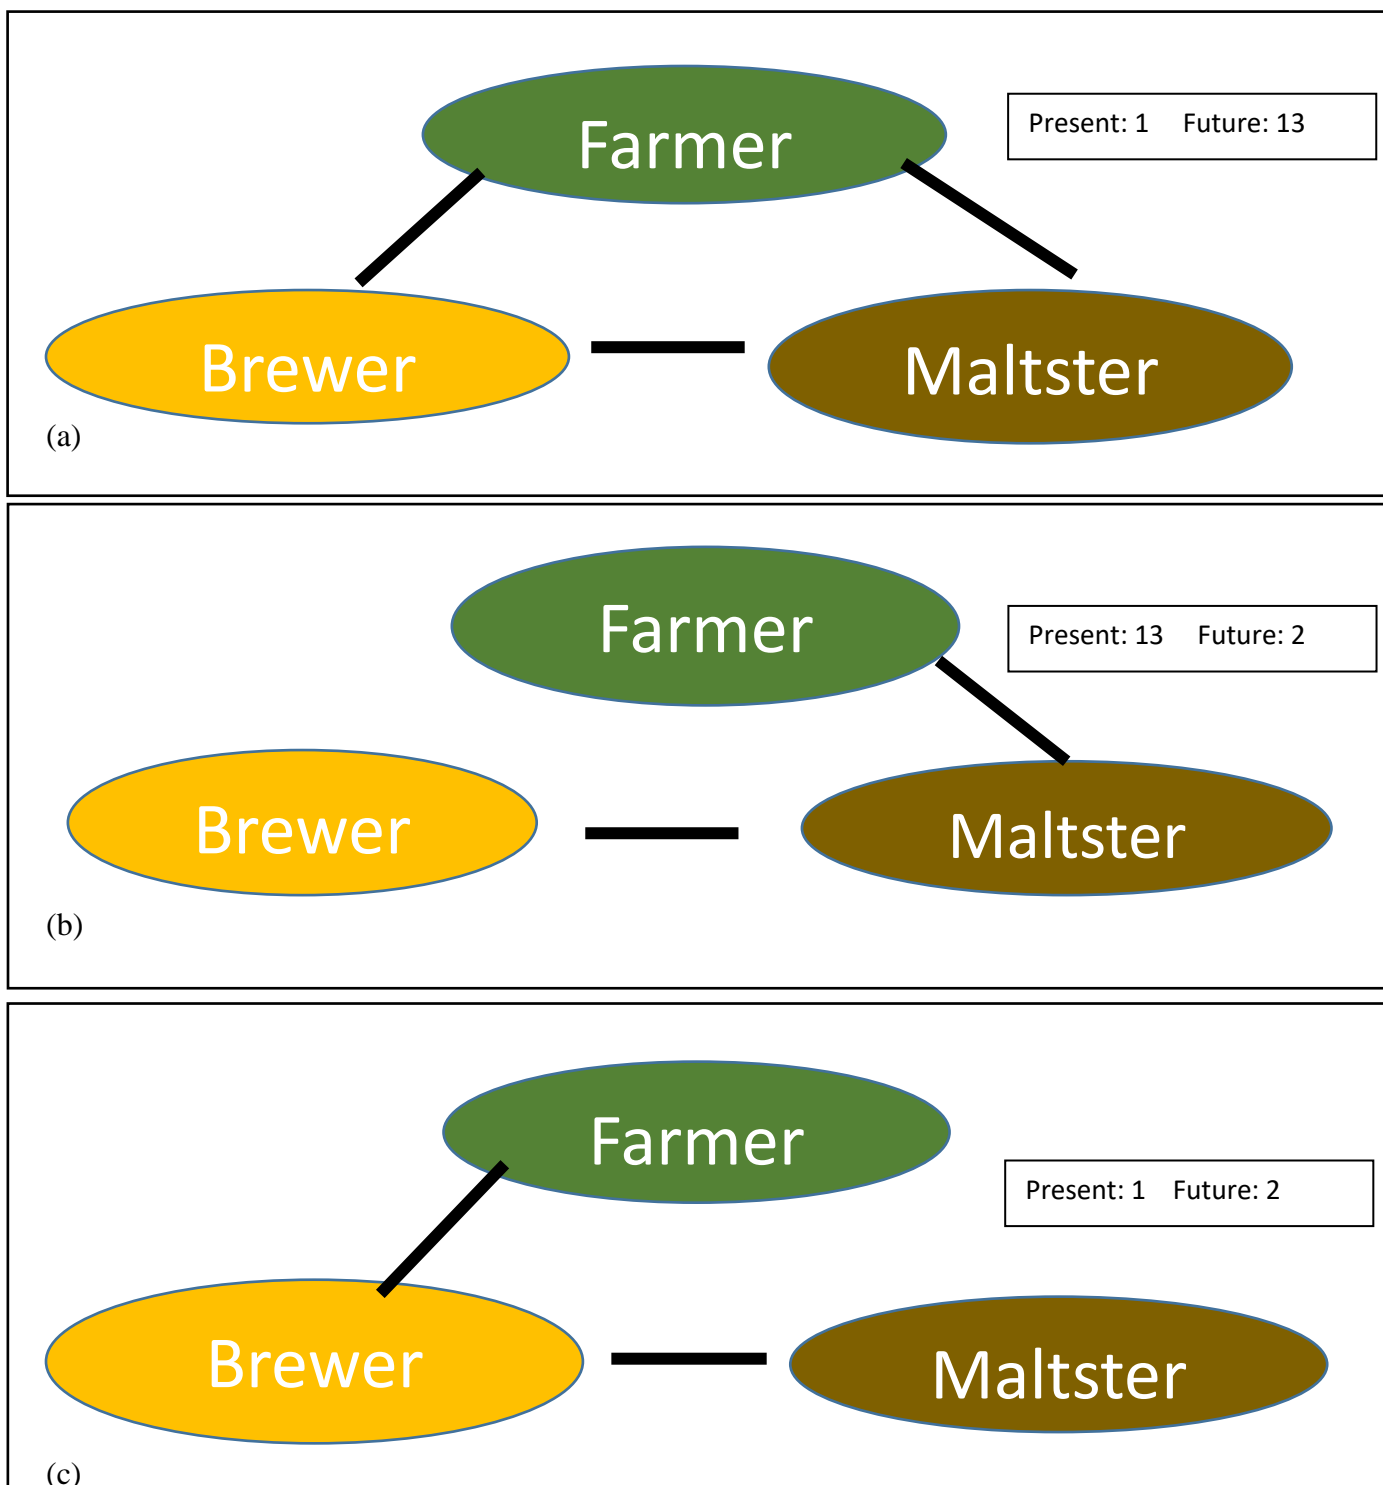 Farmer
Present: 1 Future: 13
Brewer
Maltster
(a)
Farmer
Present: 13 Future: 2
Brewer
Maltster
(b)
Farmer
Present: 1 Future: 2
Brewer
Maltster
(c)